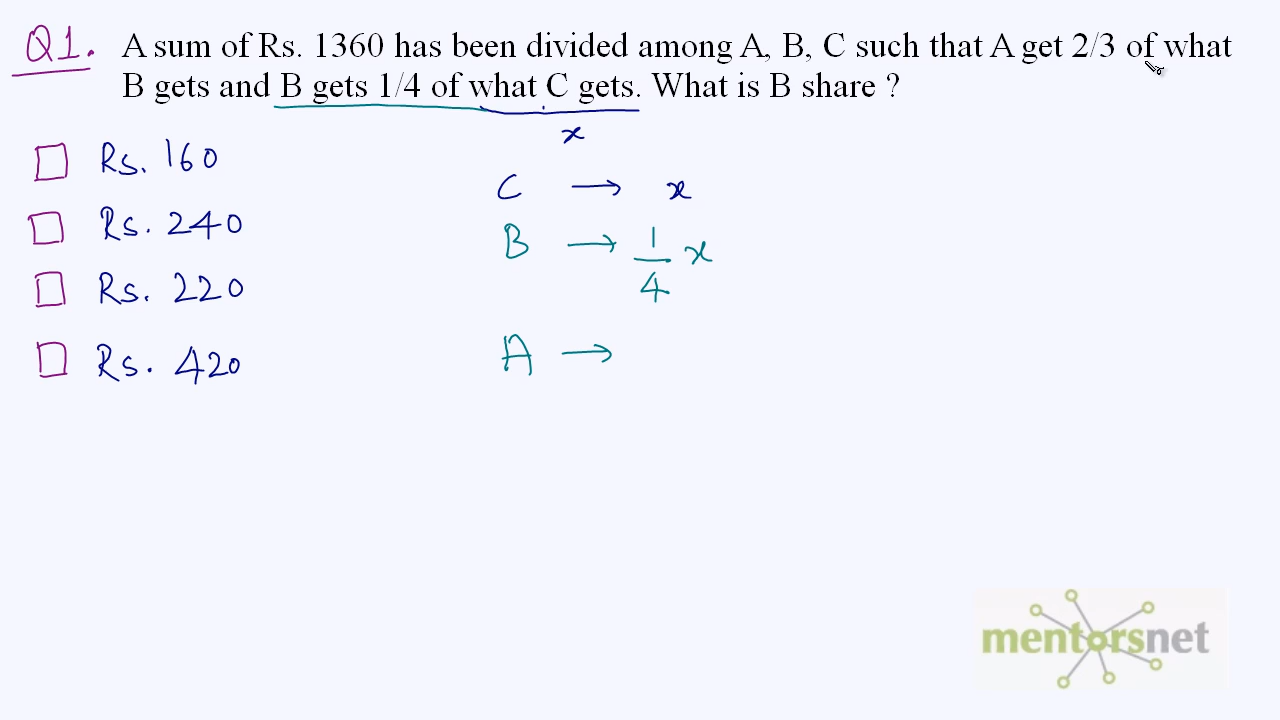 Q1. A sum of Rs. 1360 has been divided among A, B, C such that A get 2/3 of what
B gets and B gets 1/4 of what C gets. What is B share ?
x
Rs. 160
Rs. 240
Rs. 220
Rs. 420
C → x
B → 1/4 x
A →
mentorsnet